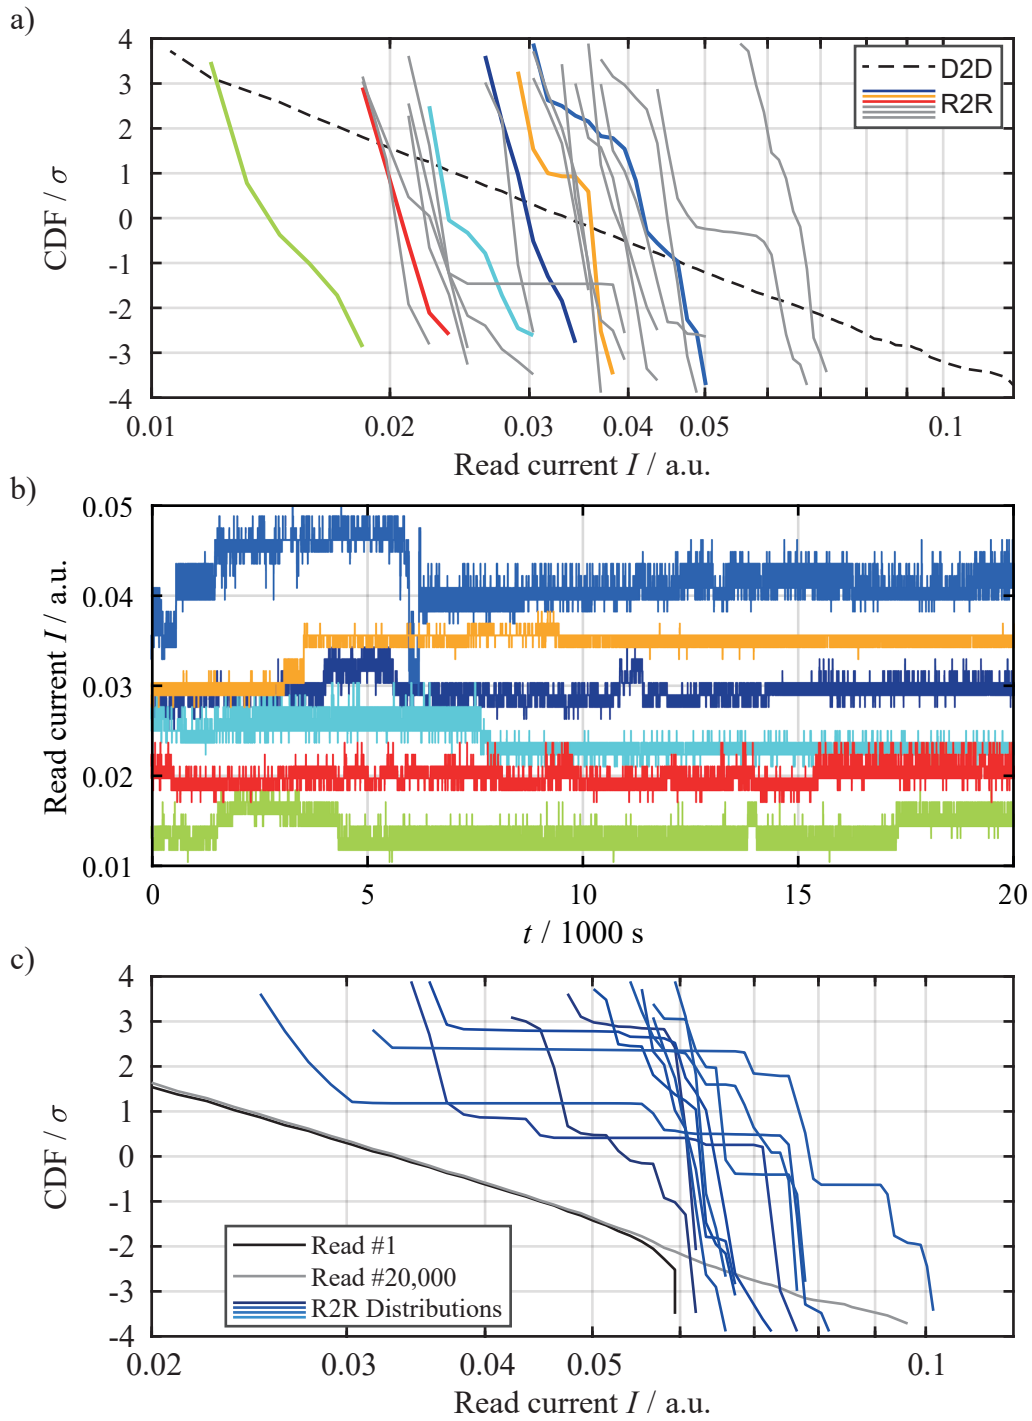 a)
4
3
2
1
0
-1
-2
-3
-4
CDF / σ
D2D
R2R
0.01
0.02
0.03
0.04
0.05
0.1
Read current I / a.u.
b)
0.05
0.04
0.03
0.02
0.01
Read current I / a.u.
0
5
10
15
20
t / 1000 s
c)
4
3
2
1
0
-1
-2
-3
-4
CDF / σ
Read #1
Read #20,000
R2R Distributions
0.02
0.03
0.04
0.05
0.1
Read current I / a.u.